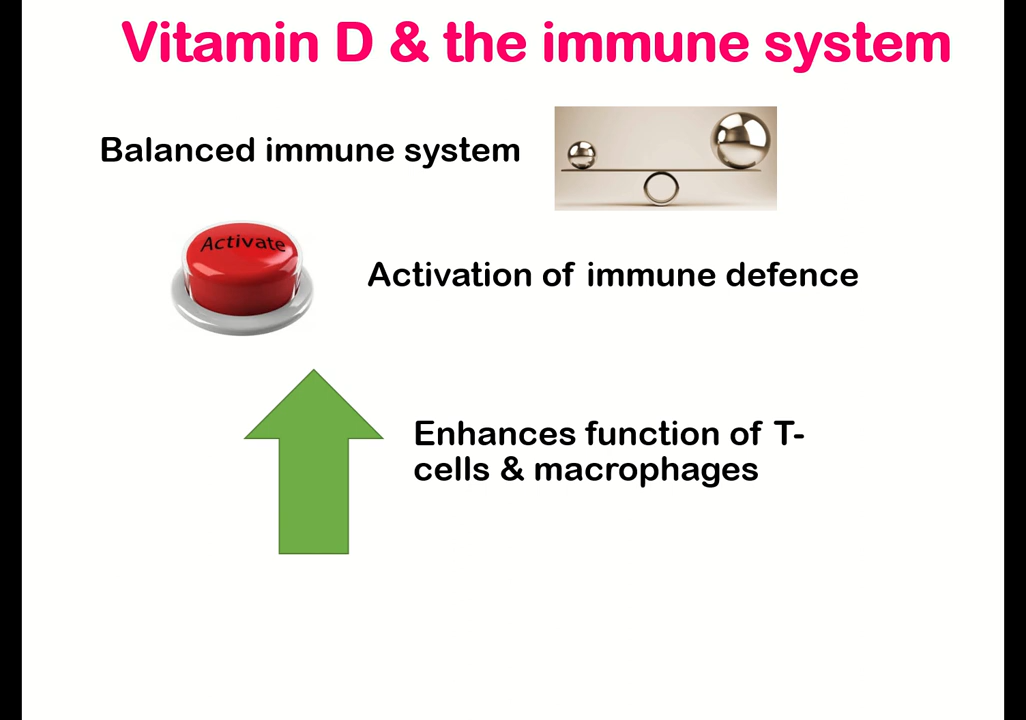 Vitamin D & the immune system
Balanced immune system
Activate
Activation of immune defence
Enhances function of T-
cells & macrophages